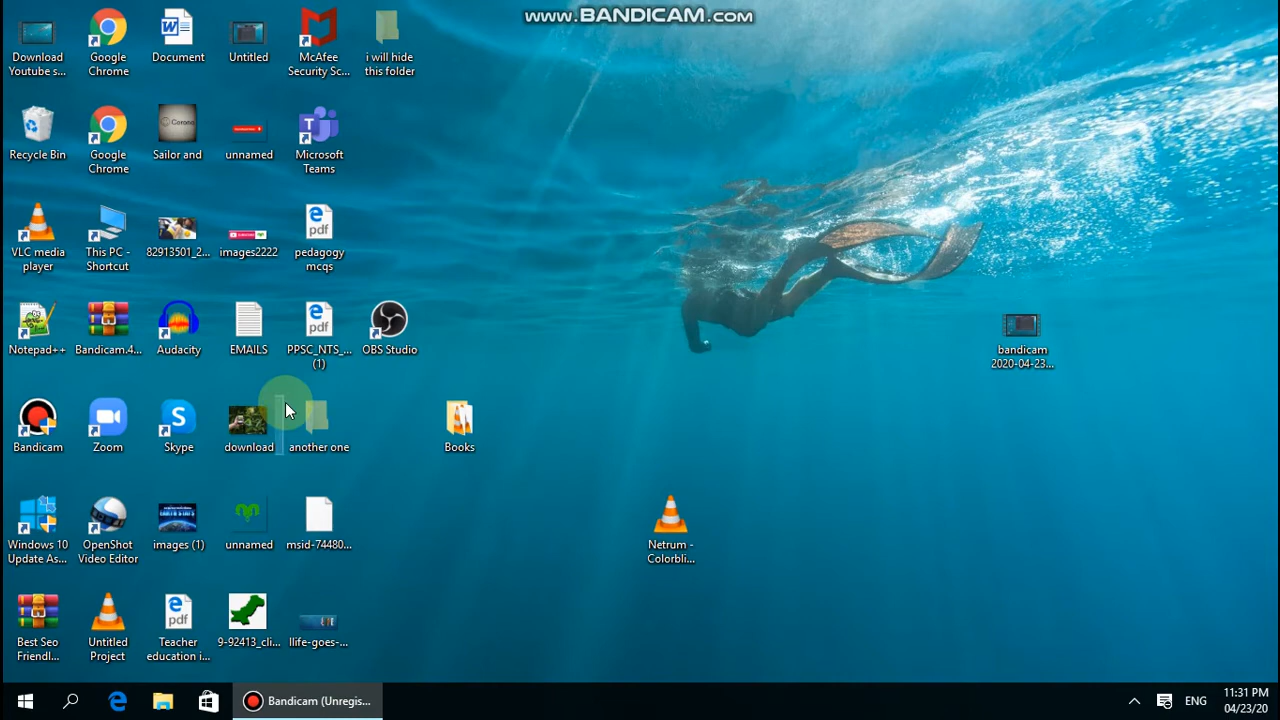 www.BANDICAM.com
Download
Youtube s...
Google
Chrome
Document
Untitled
McAfee
Security Sc...
i will hide
this folder
Recycle Bin
Google
Chrome
Sailor and
unnamed
Microsoft
Teams
VLC media
player
This PC -
Shortcut
82913501_2...
images2222
pedagogy
mcqs
Notepad++
Bandicam.4...
Audacity
EMAILS
PPSC_NTS_...
(1)
OBS Studio
bandicam
2020-04-23...
Bandicam
Zoom
Skype
download
another one
Books
Windows 10
Update As...
OpenShot
Video Editor
images (1)
unnamed
msid-74480...
Netrum -
Colorbli...
Best Seo
Friendl...
Untitled
Project
Teacher
education i...
9-92413_cli...
llife-goes-...
Bandicam (Unregis...
ENG
11:31 PM
04/23/20